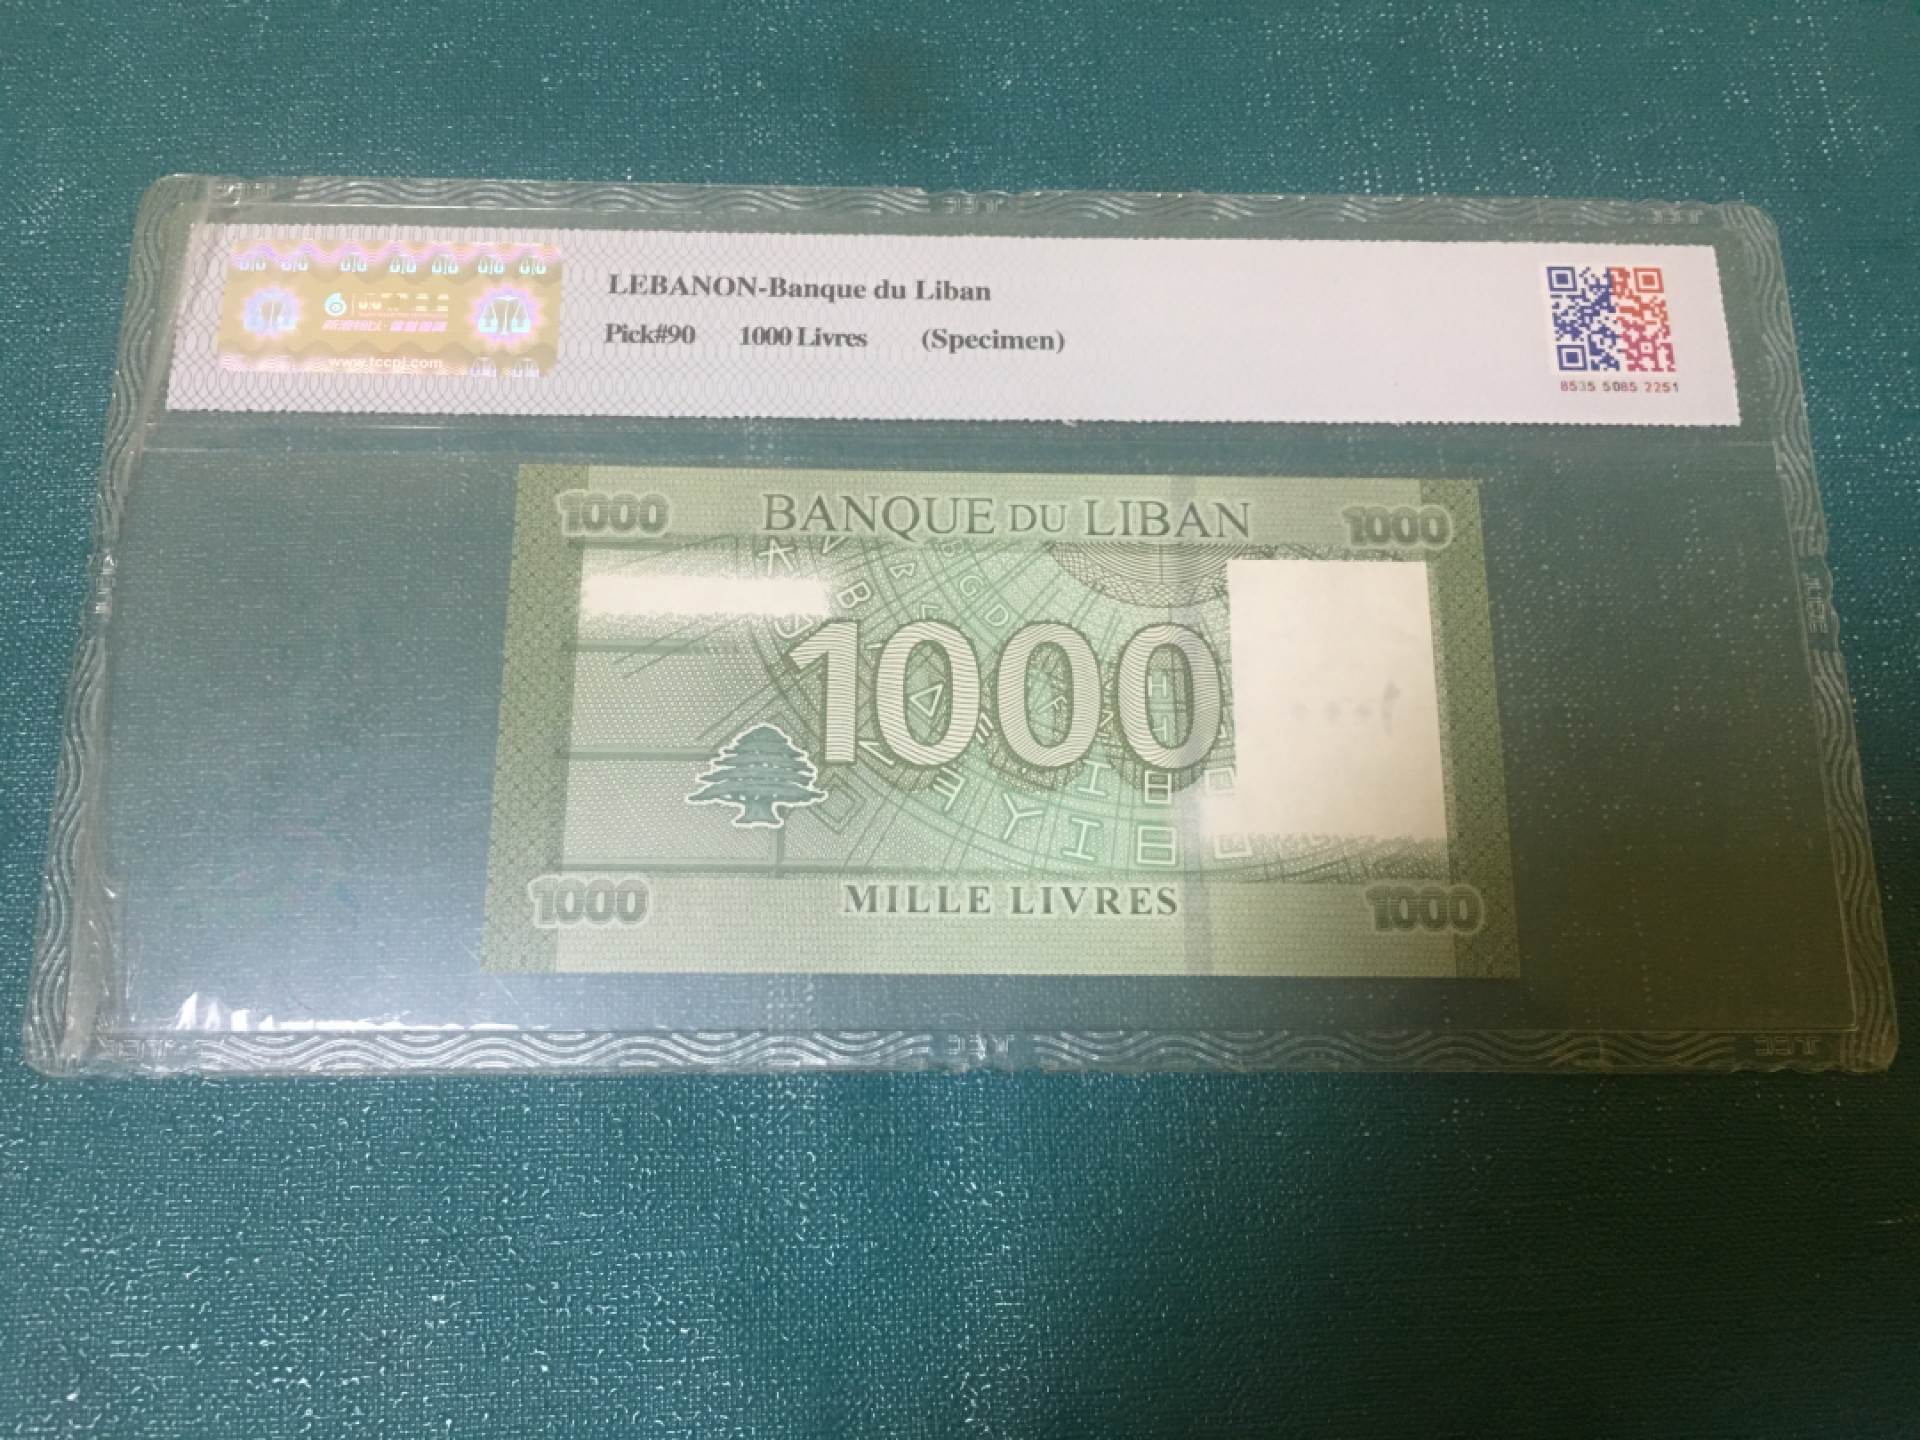 www.tccpj.com
LEBANON-Banque du Liban
Pick#90 1000 Livres (Specimen)
8535 5085 2251
1000 BANQUE DU LIBAN 1000
1000
1000 MILLE LIVRES 1000